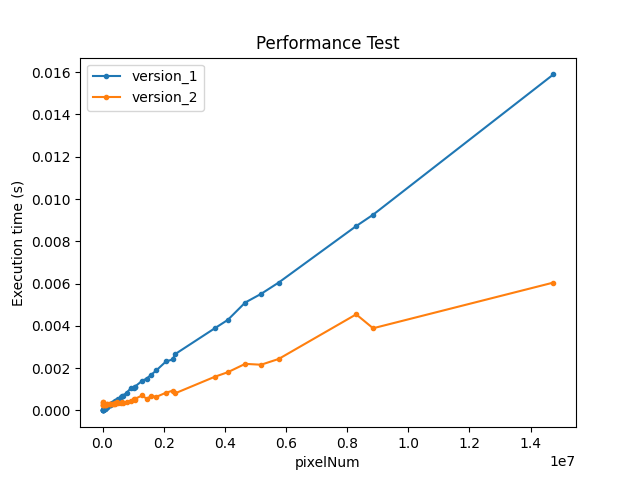 Performance Test
version_1
version_2
0.016
0.014
0.012
0.010
0.008
0.006
0.004
0.002
0.000
Execution time (s)
0.0 0.2 0.4 0.6 0.8 1.0 1.2 1.4
1e7
pixelNum